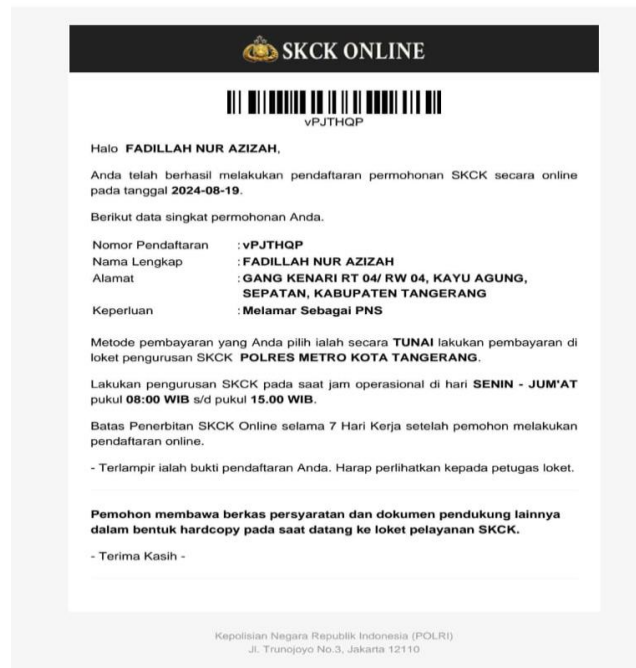 SKCK ONLINE
vPJTHQP
Halo FADILLAH NUR AZIZAH,
Anda telah berhasil melakukan pendaftaran permohonan SKCK secara online
pada tanggal 2024-08-19.
Berikut data singkat permohonan Anda.
Nomor Pendaftaran : vPJTHQP
Nama Lengkap : FADILLAH NUR AZIZAH
Alamat : GANG KENARI RT 04/ RW 04, KAYU AGUNG,
SEPATAN, KABUPATEN TANGERANG
Keperluan : Melamar Sebagai PNS
Metode pembayaran yang Anda pilih ialah secara TUNAI lakukan pembayaran di
loket pengurusan SKCK POLRES METRO KOTA TANGERANG.
Lakukan pengurusan SKCK pada saat jam operasional di hari SENIN - JUM'AT
pukul 08:00 WIB s/d pukul 15.00 WIB.
Batas Penerbitan SKCK Online selama 7 Hari Kerja setelah pemohon melakukan
pendaftaran online.
- Terlampir ialah bukti pendaftaran Anda. Harap perlihatkan kepada petugas loket.
Pemohon membawa berkas persyaratan dan dokumen pendukung lainnya
dalam bentuk hardcopy pada saat datang ke loket pelayanan SKCK.
- Terima Kasih -
Kepolisian Negara Republik Indonesia (POLRI)
Jl. Trunojoyo No.3, Jakarta 12110